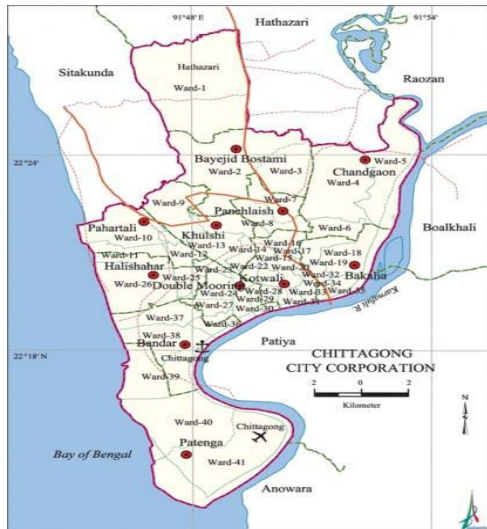 91°48' E
91°54'
Hathazari
Sitakunda
Hathazari
Ward-1
Raozan
22°24'
Bayejid Bostami
Ward-2
Ward-3
Ward-5
Chandgaon
Ward-4
Ward-9
Ward-7
Panchlaish
Ward-8
Pahartali
Ward-10
Khulshi
Ward-13
Ward-6
Boalkhali
Ward-11
Ward-12
Ward-14
Ward-16
Ward-17
Ward-15
Ward-18
Ward-19
Halishahar
Ward-25
Ward-26
Ward-22
Ward-32
Bakalia
Double Mooring
Kotwali
Ward-24
Ward-28
Ward-34
Ward-33
Ward-35
Ward-27
Ward-29
Ward-30
Ward-31
Karnafuli R.
Ward-37
Ward-36
Ward-38
Bandar
Chittagong
Patiya
22°18'
Ward-39
CHITTAGONG
CITY CORPORATION
2 0 2
Kilometer
N
Ward-40
Chittagong
Patenga
Ward-41
Bay of Bengal
Anowara